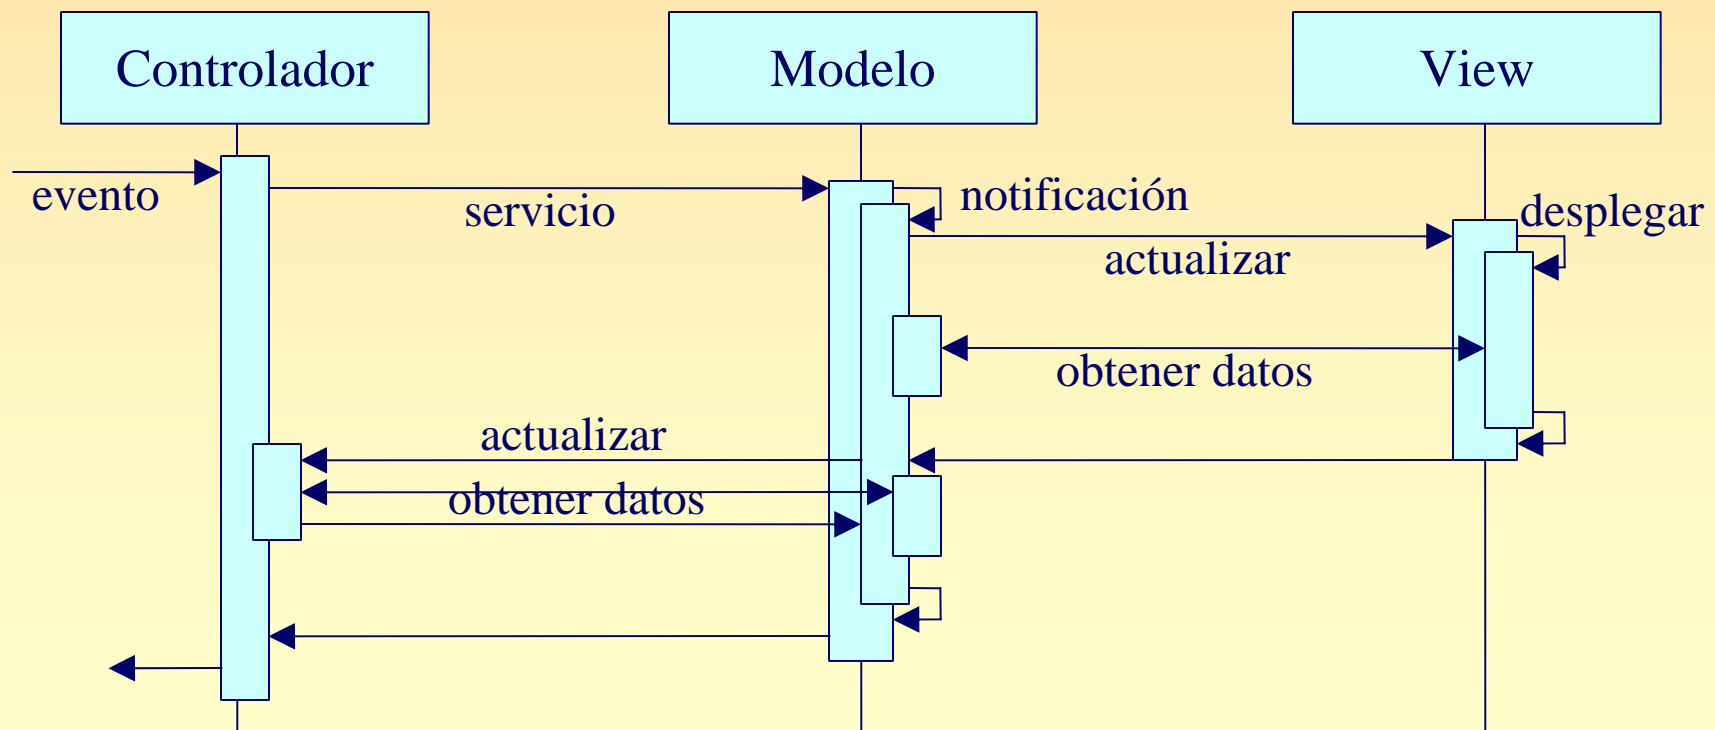 Controlador
Modelo
View
evento
servicio
notificación
desplegar
actualizar
obtener datos
actualizar
obtener datos